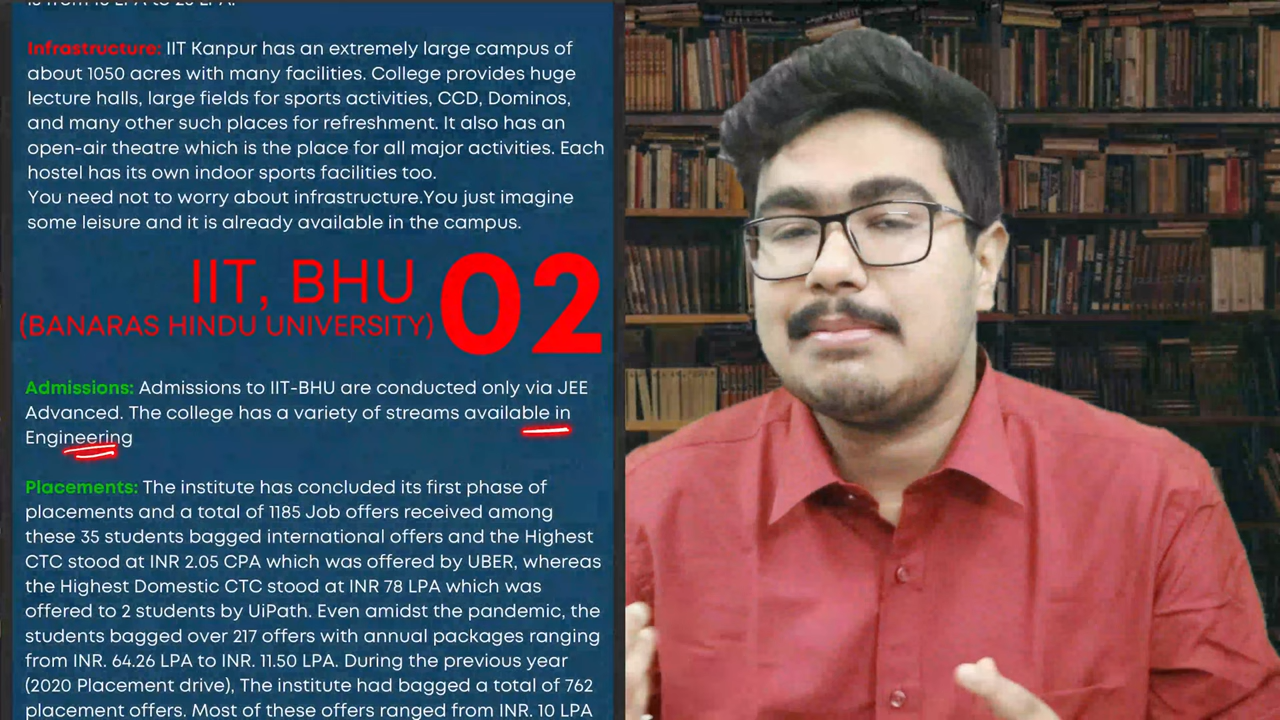 is from 16 LPA to 20 LPA.
Infrastructure: IIT Kanpur has an extremely large campus of
about 1050 acres with many facilities. College provides huge
lecture halls, large fields for sports activities, CCD, Dominos,
and many other such places for refreshment. It also has an
open-air theatre which is the place for all major activities. Each
hostel has its own indoor sports facilities too.
You need not to worry about infrastructure.You just imagine
some leisure and it is already available in the campus.
IIT, BHU
(BANARAS HINDU UNIVERSITY)
02
Admissions: Admissions to IIT-BHU are conducted only via JEE
Advanced. The college has a variety of streams available in
Engineering
Placements: The institute has concluded its first phase of
placements and a total of 1185 Job offers received among
these 35 students bagged international offers and the Highest
CTC stood at INR 2.05 CPA which was offered by UBER, whereas
the Highest Domestic CTC stood at INR 78 LPA which was
offered to 2 students by UiPath. Even amidst the pandemic, the
students bagged over 217 offers with annual packages ranging
from INR. 64.26 LPA to INR. 11.50 LPA. During the previous year
(2020 Placement drive), The institute had bagged a total of 762
placement offers. Most of these offers ranged from INR. 10 LPA